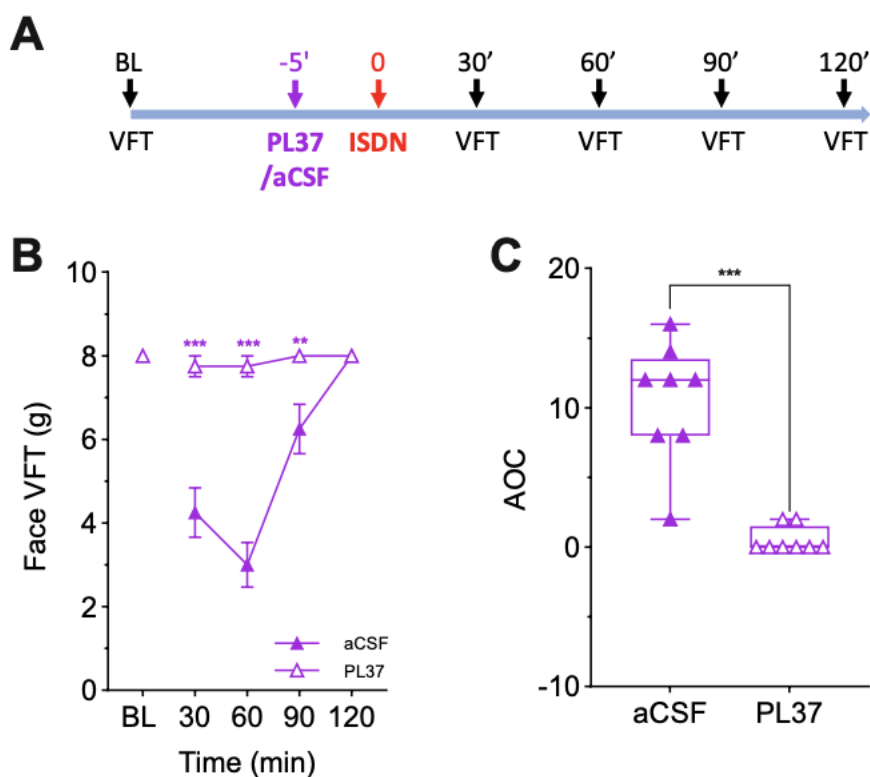 A
BL -5' 0 30’ 60’ 90’ 120’
VFT PL37 ISDN VFT VFT VFT VFT
/aCSF
B
10
8
6
4
2
0
Face VFT (g)
*** *** **
aCSF
PL37
BL 30 60 90 120
Time (min)
C
20
10
0
-10
AOC
***
aCSF PL37